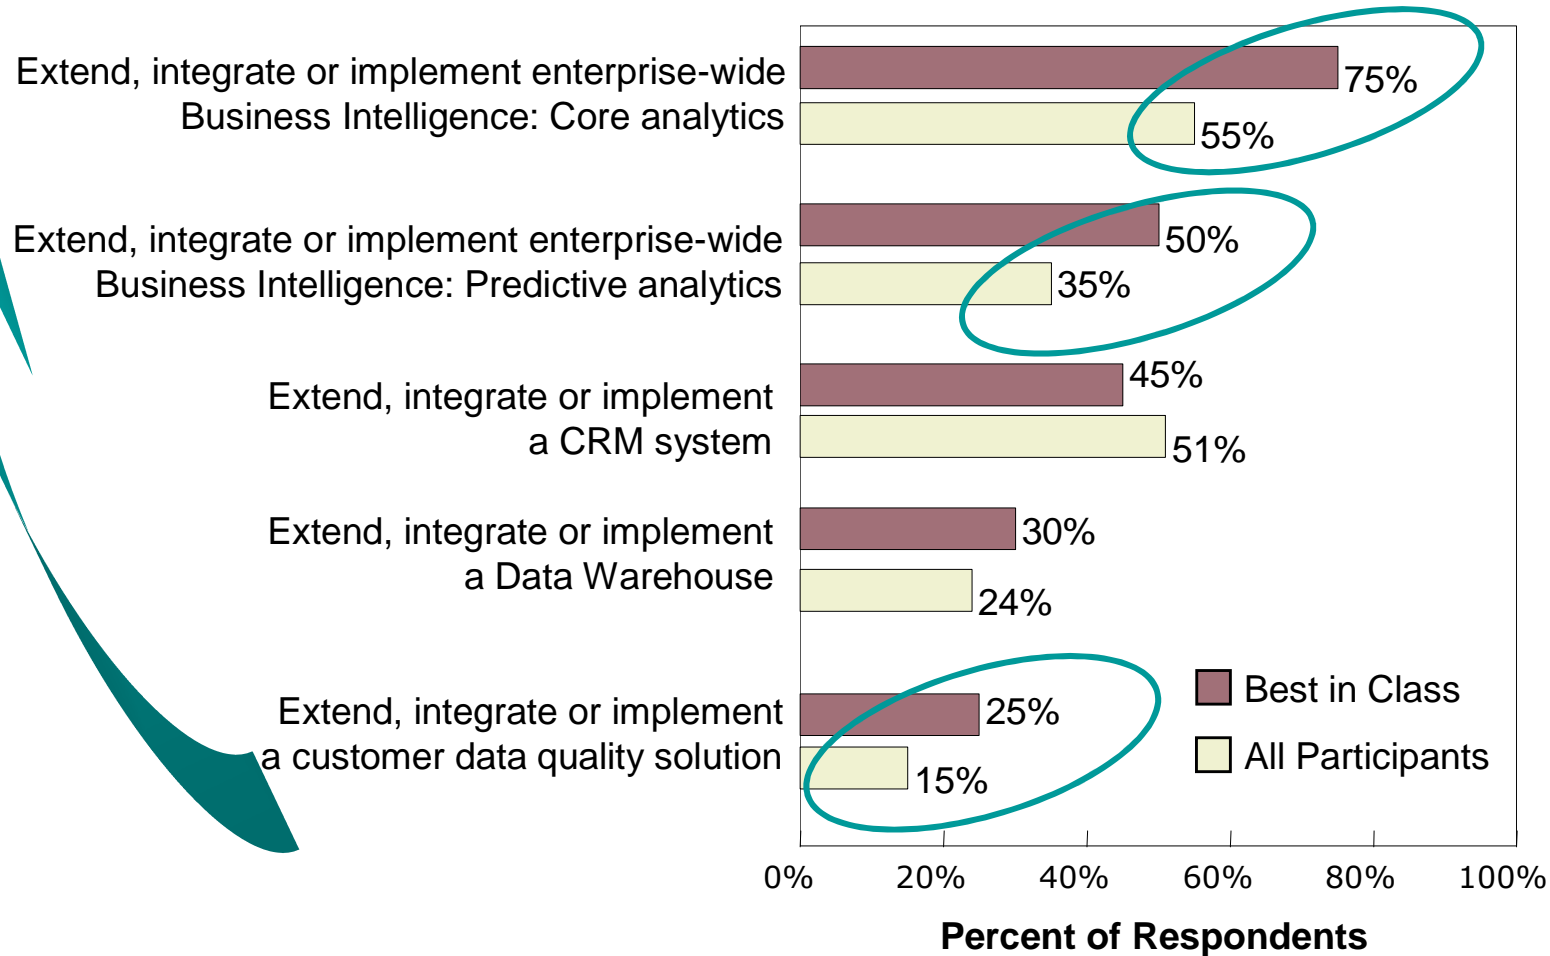 Extend, integrate or implement enterprise-wide
Business Intelligence: Core analytics
75%
55%
Extend, integrate or implement enterprise-wide
Business Intelligence: Predictive analytics
50%
35%
Extend, integrate or implement
a CRM system
45%
51%
Extend, integrate or implement
a Data Warehouse
30%
24%
Extend, integrate or implement
a customer data quality solution
25%
15%
Best in Class
All Participants
0% 20% 40% 60% 80% 100%
Percent of Respondents